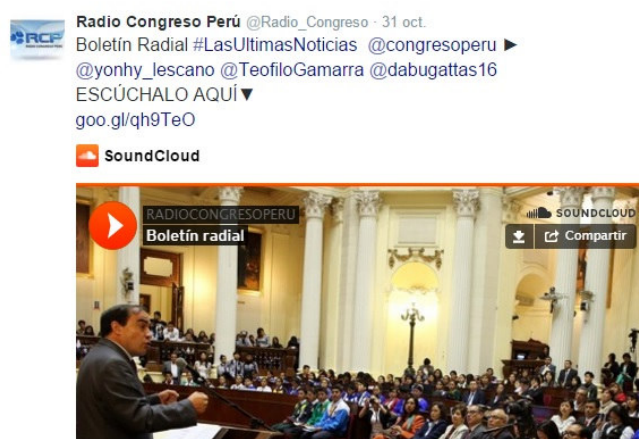 RCP
Radio Congreso Perú @Radio_Congreso · 31 oct.
Boletín Radial #LasUltimasNoticias @congresoperu ►
@yonhy_lescano @TeofiloGamarra @dabugattas16
ESCÚCHALO AQUÍ▼
goo.gl/qh9TeO
SoundCloud
RADIOCONGRESOPERU
Boletín radial
SOUNDCLOUD
Compartir